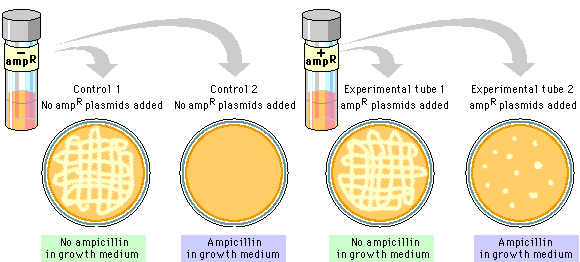 −
ampR
+
ampR
Control 1
No ampR plasmids added
Control 2
No ampR plasmids added
Experimental tube 1
ampR plasmids added
Experimental tube 2
ampR plasmids added
No ampicillin
in growth medium
Ampicillin
in growth medium
No ampicillin
in growth medium
Ampicillin
in growth medium